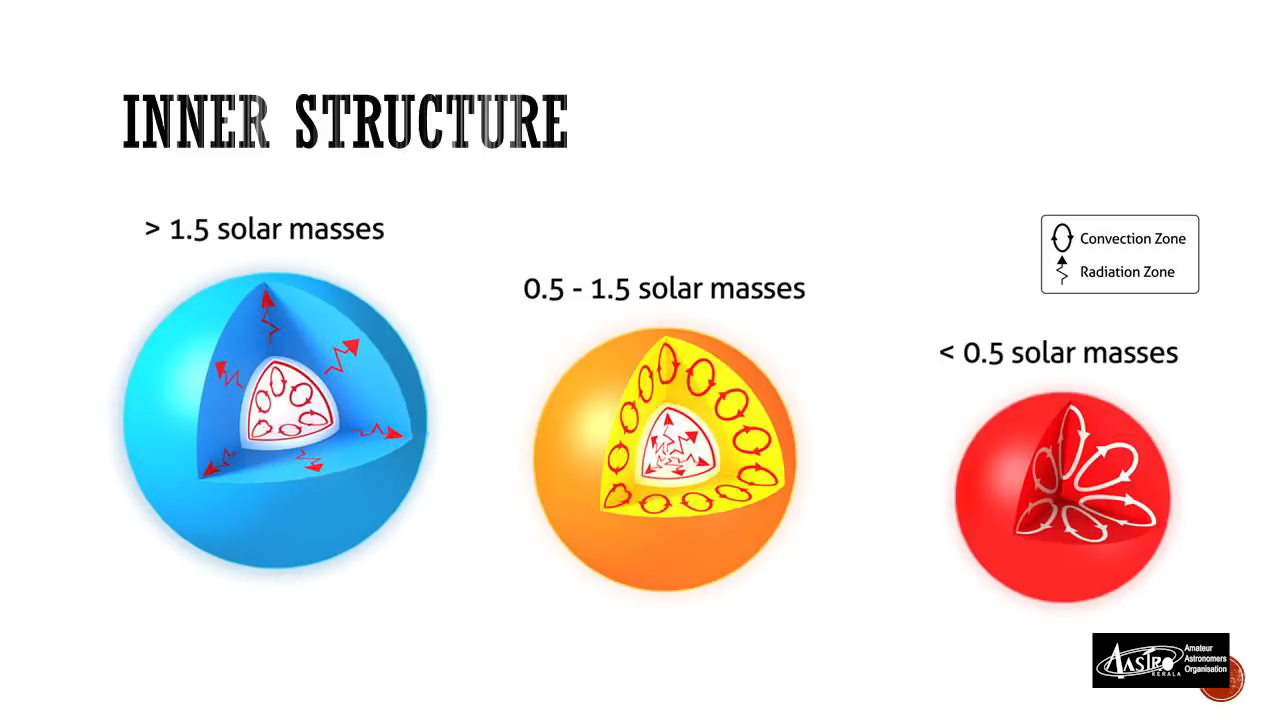 INNER STRUCTURE
> 1.5 solar masses
0.5 - 1.5 solar masses
Convection Zone
Radiation Zone
< 0.5 solar masses
AASTRO
KERALA
Amateur
Astronomers
Organisation